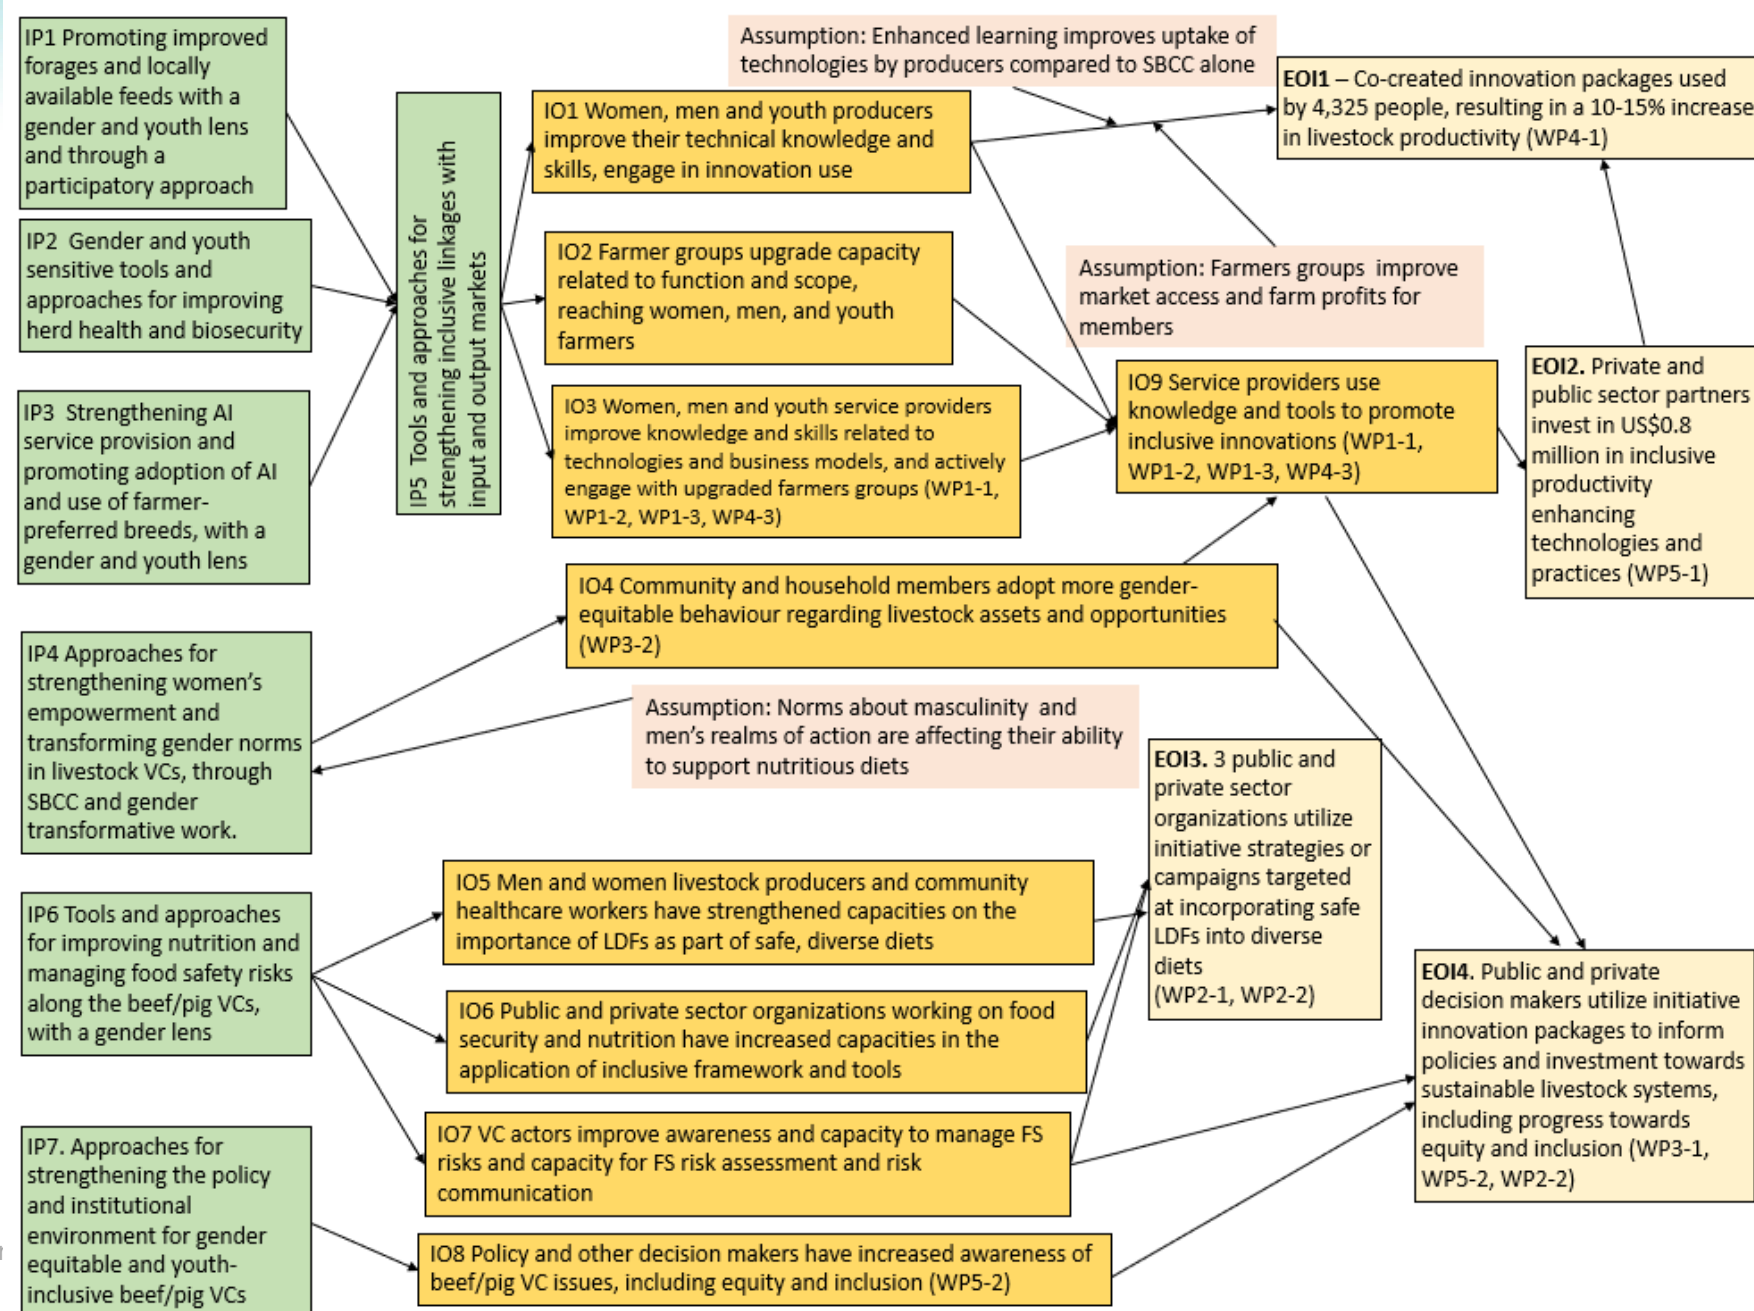 IP1 Promoting improved
forages and locally
available feeds with a
gender and youth lens
and through a
participatory approach
IP2  Gender and youth
sensitive tools and
approaches for improving
herd health and biosecurity
IP3  Strengthening AI
service provision and
promoting adoption of AI
and use of farmer-
preferred breeds, with a
gender and youth lens
IP4 Approaches for
strengthening women’s
empowerment and
transforming gender norms
in livestock VCs, through
SBCC and gender
transformative work.
IP6 Tools and approaches
for improving nutrition and
managing food safety risks
along the beef/pig VCs,
with a gender lens
IP7. Approaches for
strengthening the policy
and institutional
environment for gender
equitable and youth-
inclusive beef/pig VCs
IP5  Tools and approaches for
strengthening inclusive linkages with
input and output markets
IO1 Women, men and youth producers
improve their technical knowledge and
skills, engage in innovation use
IO2 Farmer groups upgrade capacity
related to function and scope,
reaching women, men, and youth
farmers
IO3 Women, men and youth service providers
improve knowledge and skills related to
technologies and business models, and actively
engage with upgraded farmers groups (WP1-1,
WP1-2, WP1-3, WP4-3)
IO4 Community and household members adopt more gender-
equitable behaviour regarding livestock assets and opportunities
(WP3-2)
Assumption: Norms about masculinity  and
men’s realms of action are affecting their ability
to support nutritious diets
IO5 Men and women livestock producers and community
healthcare workers have strengthened capacities on the
importance of LDFs as part of safe, diverse diets
IO6 Public and private sector organizations working on food
security and nutrition have increased capacities in the
application of inclusive framework and tools
IO7 VC actors improve awareness and capacity to manage FS
risks and capacity for FS risk assessment and risk
communication
IO8 Policy and other decision makers have increased awareness of
beef/pig VC issues, including equity and inclusion (WP5-2)
Assumption: Enhanced learning improves uptake of
technologies by producers compared to SBCC alone
Assumption: Farmers groups  improve
market access and farm profits for
members
IO9 Service providers use
knowledge and tools to promote
inclusive innovations (WP1-1,
WP1-2, WP1-3, WP4-3)
EOI1 – Co-created innovation packages used
by 4,325 people, resulting in a 10-15% increase
in livestock productivity (WP4-1)
EOI2. Private and
public sector partners
invest in US$0.8
million in inclusive
productivity
enhancing
technologies and
practices (WP5-1)
EOI3. 3 public and
private sector
organizations utilize
initiative strategies or
campaigns targeted
at incorporating safe
LDFs into diverse
diets
(WP2-1, WP2-2)
EOI4. Public and private
decision makers utilize initiative
innovation packages to inform
policies and investment towards
sustainable livestock systems,
including progress towards
equity and inclusion (WP3-1,
WP5-2, WP2-2)